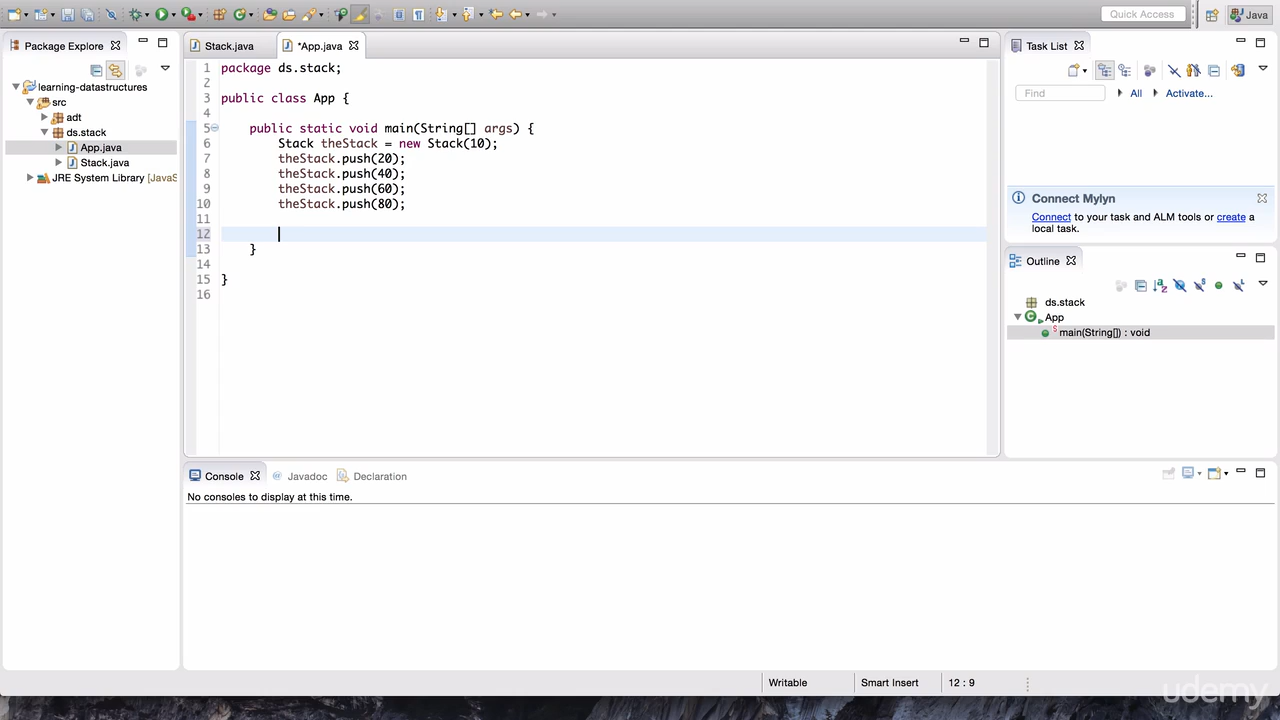 Quick Access
Java
Package Explore
Stack.java
*App.java
Task List
learning-datastructures
src
adt
ds.stack
App.java
Stack.java
JRE System Library [JavaS
1 package ds.stack;
2
3 public class App {
4
5 public static void main(String[] args) {
6 Stack theStack = new Stack(10);
7 theStack.push(20);
8 theStack.push(40);
9 theStack.push(60);
10 theStack.push(80);
11
12
13 }
14
15 }
16
Find
All
Activate...
Connect Mylyn
Connect to your task and ALM tools or create a
local task.
Outline
ds.stack
App
main(String[]) : void
Console
Javadoc
Declaration
No consoles to display at this time.
Writable
Smart Insert
12 : 9
udemy